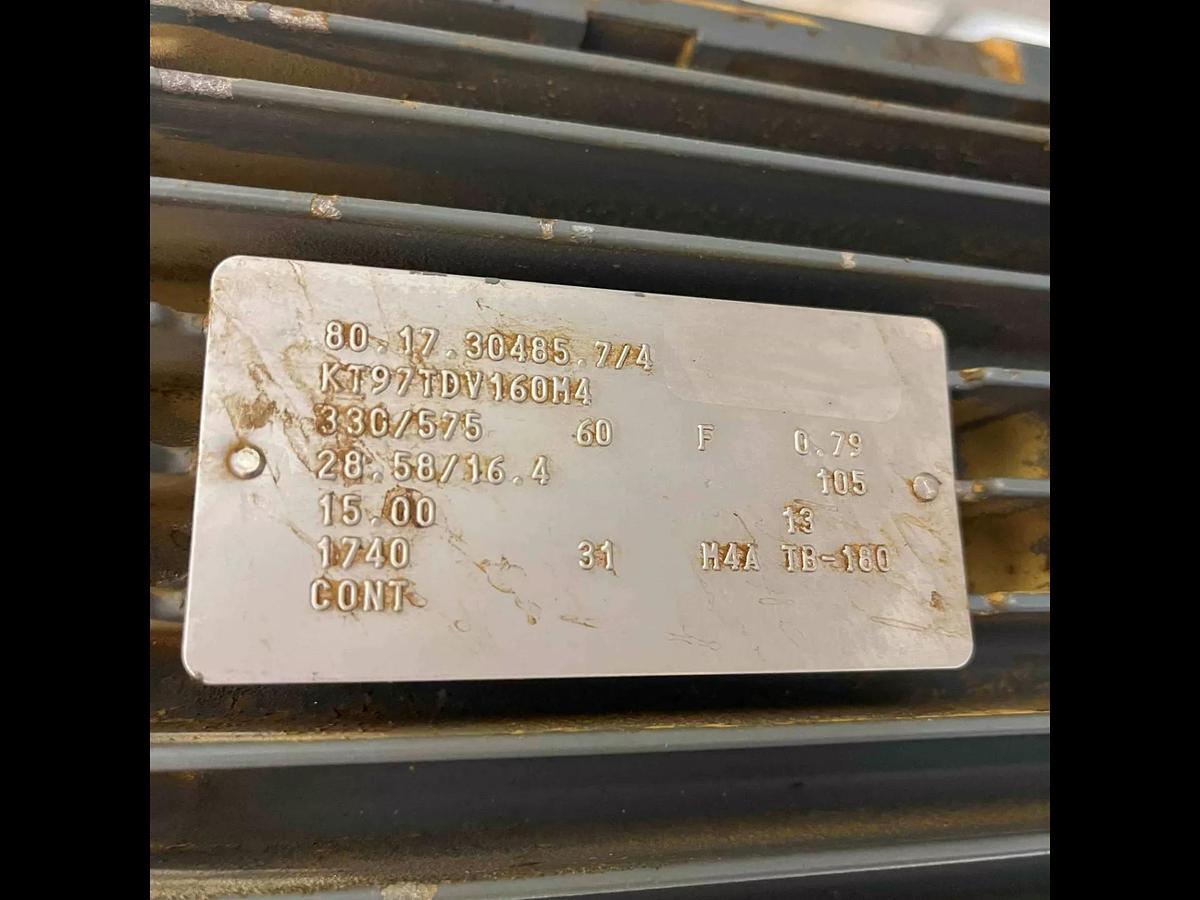 80.17.30485.7/4
KT97TDV160M4
330/575 60 F 0.79
28.58/16.4 105
15.00 13
1740 31 M4A TB-180
CONT